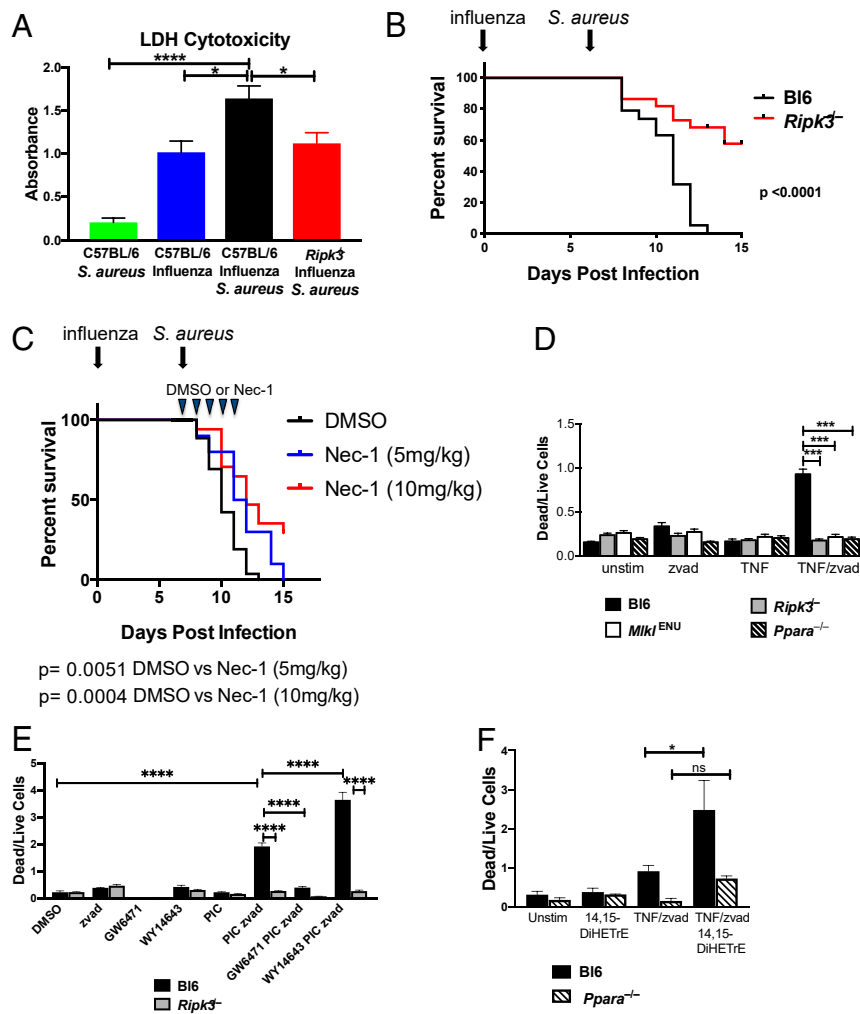 A
LDH Cytotoxicity
****
*
*
Absorbance
2.0
1.5
1.0
0.5
0.0
C57BL/6
S. aureus
C57BL/6
Influenza
C57BL/6
Influenza
S. aureus
Ripk3-/-
Influenza
S. aureus
B
influenza
S. aureus
Percent survival
100
80
60
40
20
0
0
5
10
15
Days Post Infection
Bl6
Ripk3-/-
p <0.0001
C
influenza
S. aureus
DMSO or Nec-1
Percent survival
100
50
0
5
10
15
Days Post Infection
DMSO
Nec-1 (5mg/kg)
Nec-1 (10mg/kg)
p= 0.0051 DMSO vs Nec-1 (5mg/kg)
p= 0.0004 DMSO vs Nec-1 (10mg/kg)
D
Dead/Live Cells
1.5
1.0
0.5
0.0
***
***
***
unstim
zvad
TNF
TNF/zvad
Bl6
Ripk3-/-
Mlkl ENU
Ppara–/–
E
Dead/Live Cells
5
4
3
2
1
0
****
****
****
****
****
DMSO
zvad
GW6471
WY14643
PIC
PIC zvad
GW6471 PIC zvad
WY14643 PIC zvad
Bl6
Ripk3-/-
F
Dead/Live Cells
4
3
2
1
0
*
ns
Unstim
14,15-
DiHETrE
TNF/zvad
TNF/zvad
14,15-
DiHETrE
Bl6
Ppara–/–